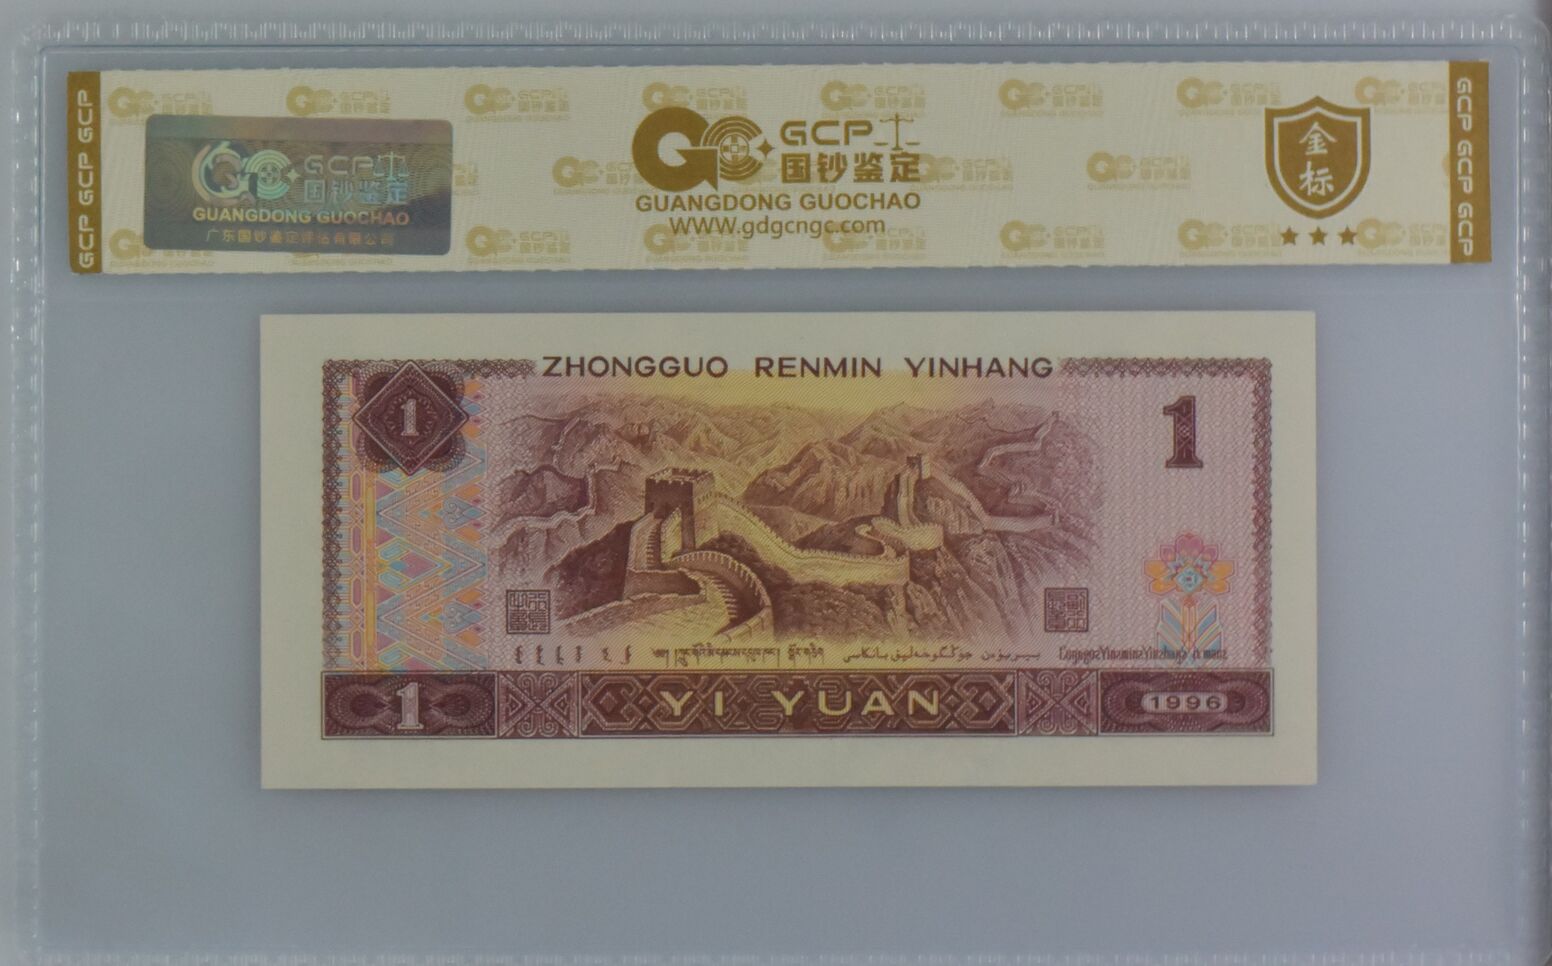 GCP GCP GCP
GCP 国钞鉴定
GUANGDONG GUOCHAO
广东国钞鉴定评估有限公司
GCP
国钞鉴定
GUANGDONG GUOCHAO
WWW.gdgcngc.com
金标
GCP GCP GCP
ZHONGGUO RENMIN YINHANG
1
1
1
YI YUAN
1996